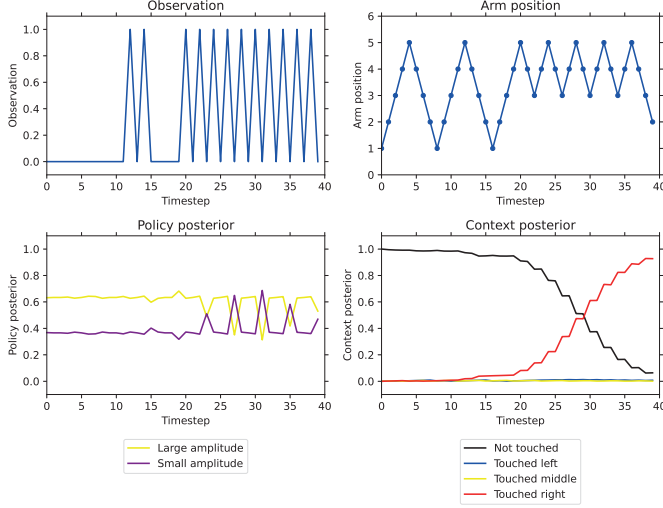 Observation
Observation
1.0
0.8
0.6
0.4
0.2
0.0
0 5 10 15 20 25 30 35 40
Timestep
Arm position
Arm position
6
5
4
3
2
1
0
0 5 10 15 20 25 30 35 40
Timestep
Policy posterior
Policy posterior
1.0
0.8
0.6
0.4
0.2
0.0
0 5 10 15 20 25 30 35 40
Timestep
Large amplitude
Small amplitude
Context posterior
Context posterior
1.0
0.8
0.6
0.4
0.2
0.0
0 5 10 15 20 25 30 35 40
Timestep
Not touched
Touched left
Touched middle
Touched right